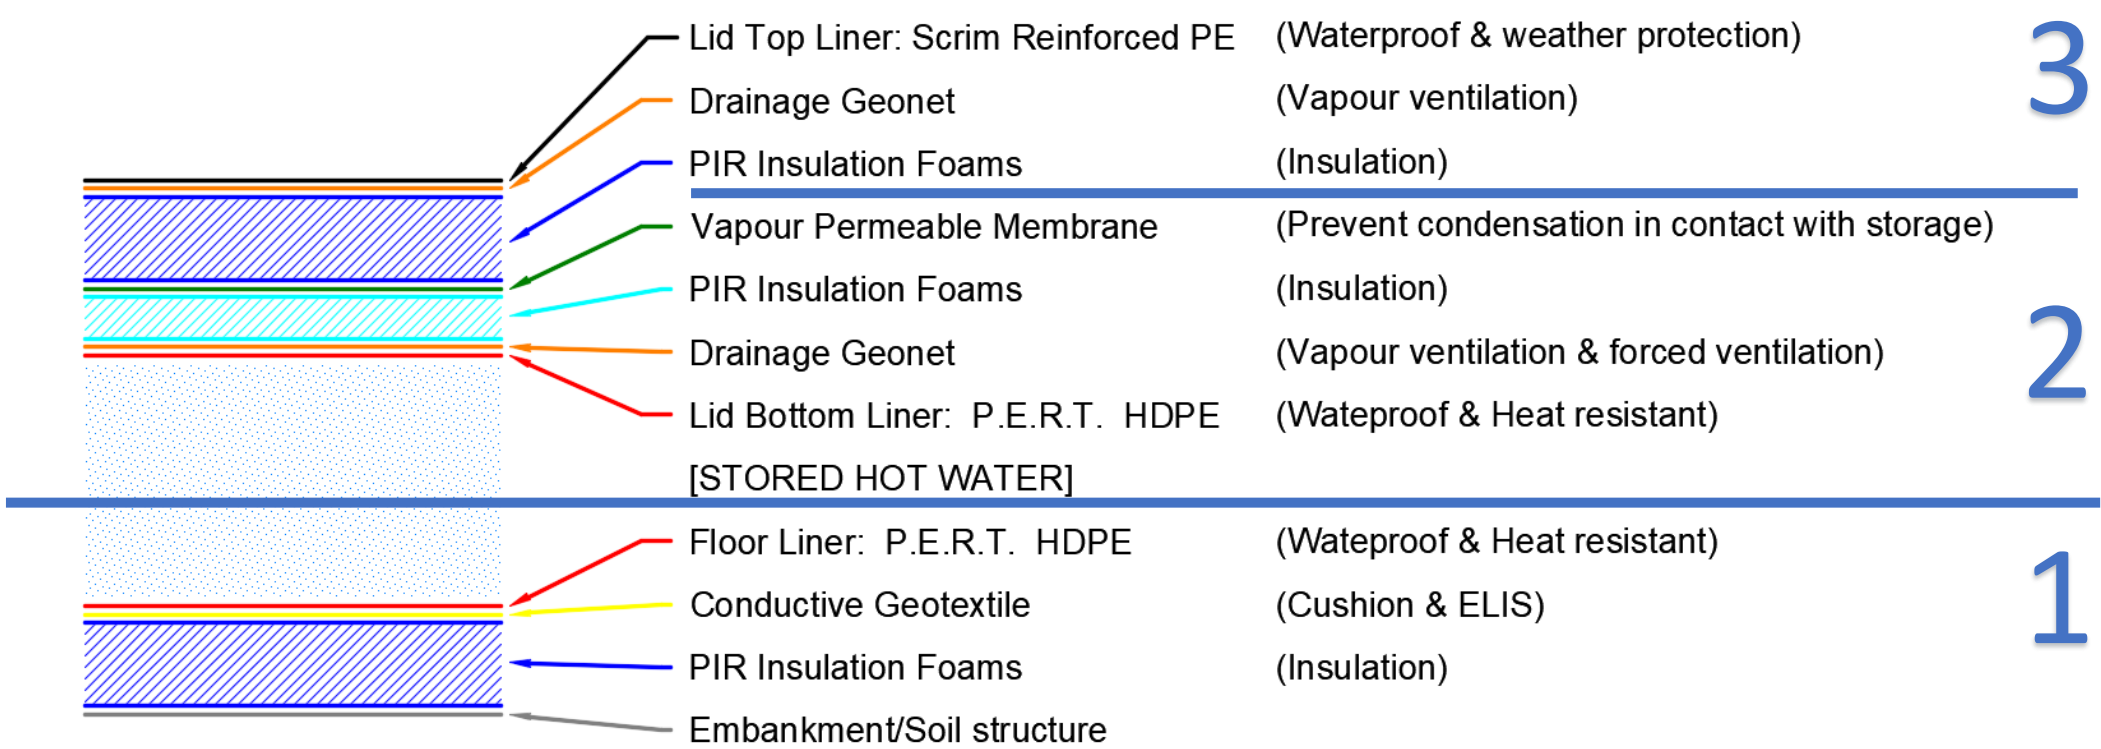 Lid Top Liner: Scrim Reinforced PE (Waterproof & weather protection)
3
Drainage Geonet (Vapour ventilation)
PIR Insulation Foams (Insulation)
Vapour Permeable Membrane (Prevent condensation in contact with storage)
PIR Insulation Foams (Insulation)
2
Drainage Geonet (Vapour ventilation & forced ventilation)
Lid Bottom Liner: P.E.R.T. HDPE (Wateproof & Heat resistant)
[STORED HOT WATER]
Floor Liner: P.E.R.T. HDPE (Wateproof & Heat resistant)
1
Conductive Geotextile (Cushion & ELIS)
PIR Insulation Foams (Insulation)
Embankment/Soil structure